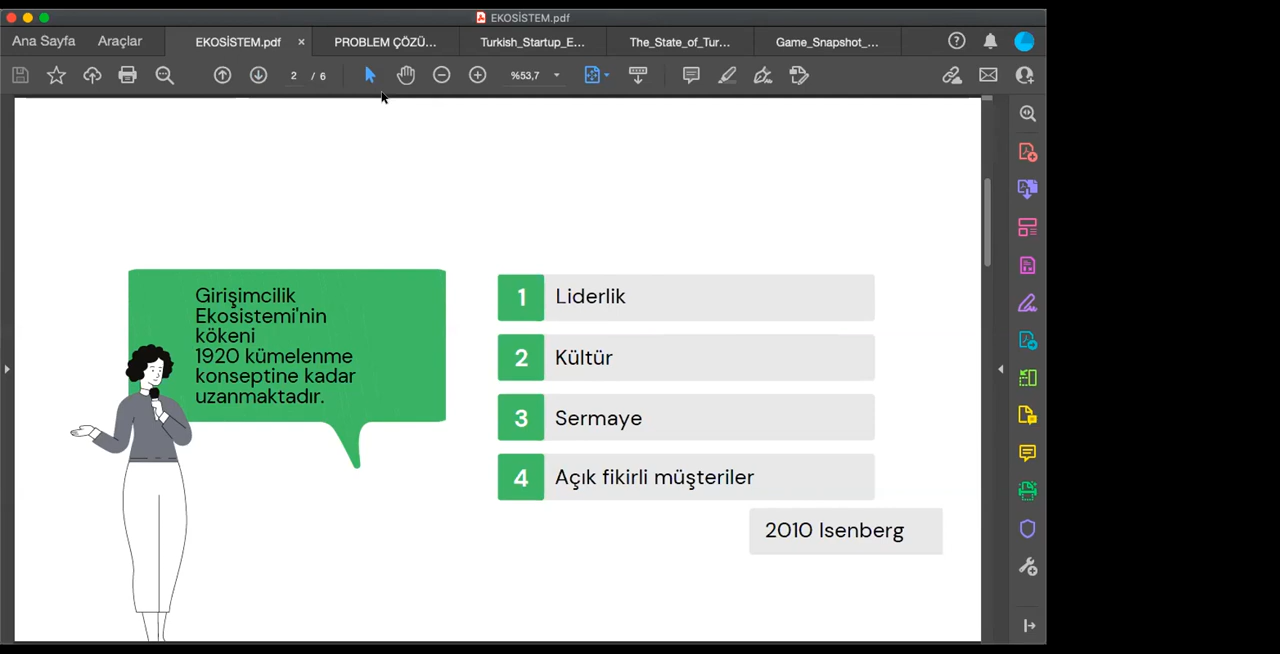 EKOSİSTEM.pdf
Ana Sayfa
Araçlar
EKOSİSTEM.pdf
PROBLEM ÇÖZÜ...
Turkish_Startup_E...
The_State_of_Tur...
Game_Snapshot_...
2 / 6
%53,7
Girişimcilik
Ekosistemi'nin
kökeni
1920 kümelenme
konseptine kadar
uzanmaktadır.
1 Liderlik
2 Kültür
3 Sermaye
4 Açık fikirli müşteriler
2010 Isenberg